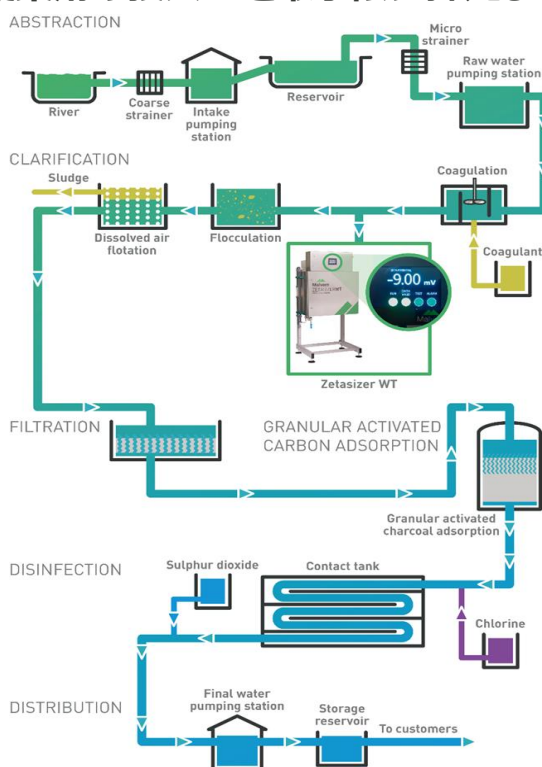 ABSTRACTION
Micro
strainer
Raw water
pumping station
River
Coarse
strainer
Intake
pumping
station
Reservoir
CLARIFICATION
Sludge
Coagulation
Dissolved air
flotation
Flocculation
Coagulant
-9.00 mV
Zetasizer WT
FILTRATION
GRANULAR ACTIVATED
CARBON ADSORPTION
Granular activated
charcoal adsorption
DISINFECTION
Sulphur dioxide
Contact tank
Chlorine
DISTRIBUTION
Final water
pumping station
Storage
reservoir
To customers